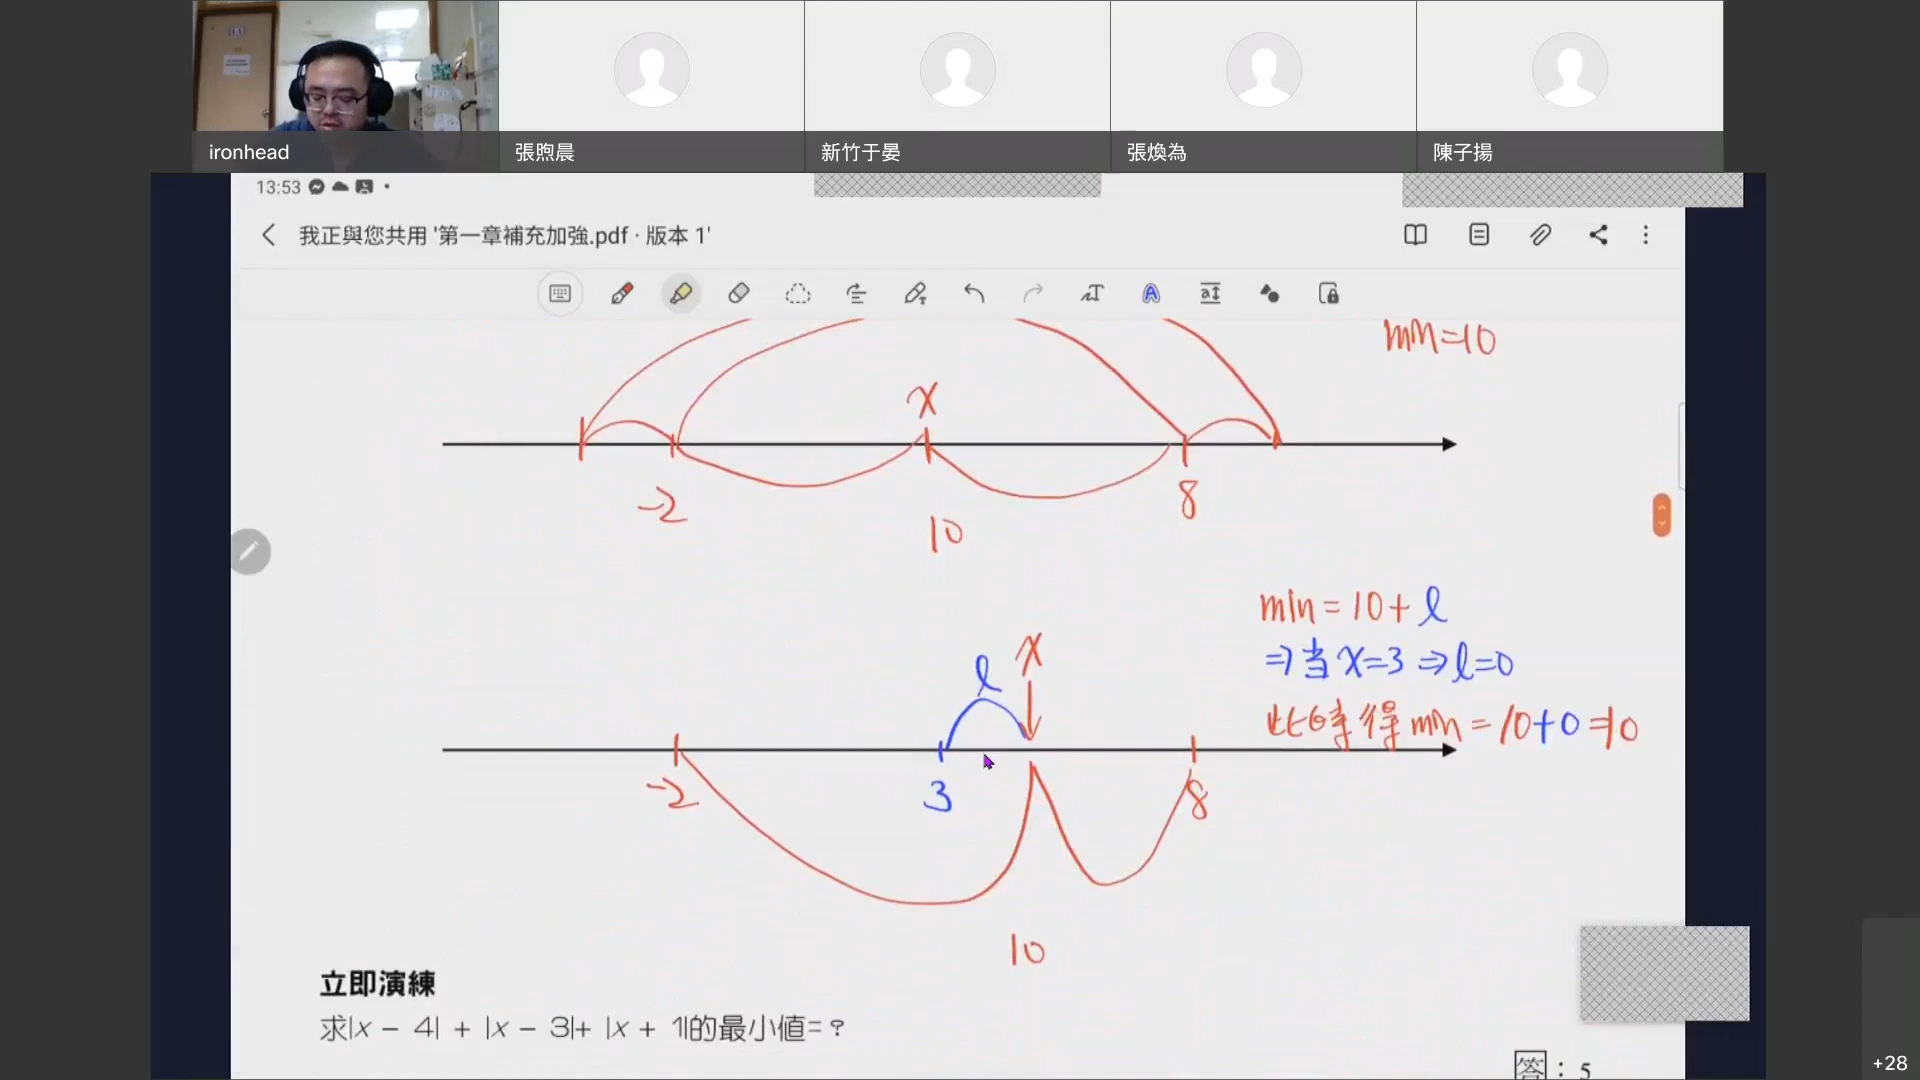 ironhead
張煦晨
新竹于晏
張煥為
陳子揚
13:53
我正與您共用 '第一章補充加強.pdf · 版本 1'
min=10
x
-2
10
8
min = 10 + l
⇒当 x=3 ⇒ l=0
此時得 min = 10+0=10
l
x
-2
3
8
10
立即演練
求|x − 4| + |x − 3|+ |x + 1|的最小值= ?
答 : 5
+28